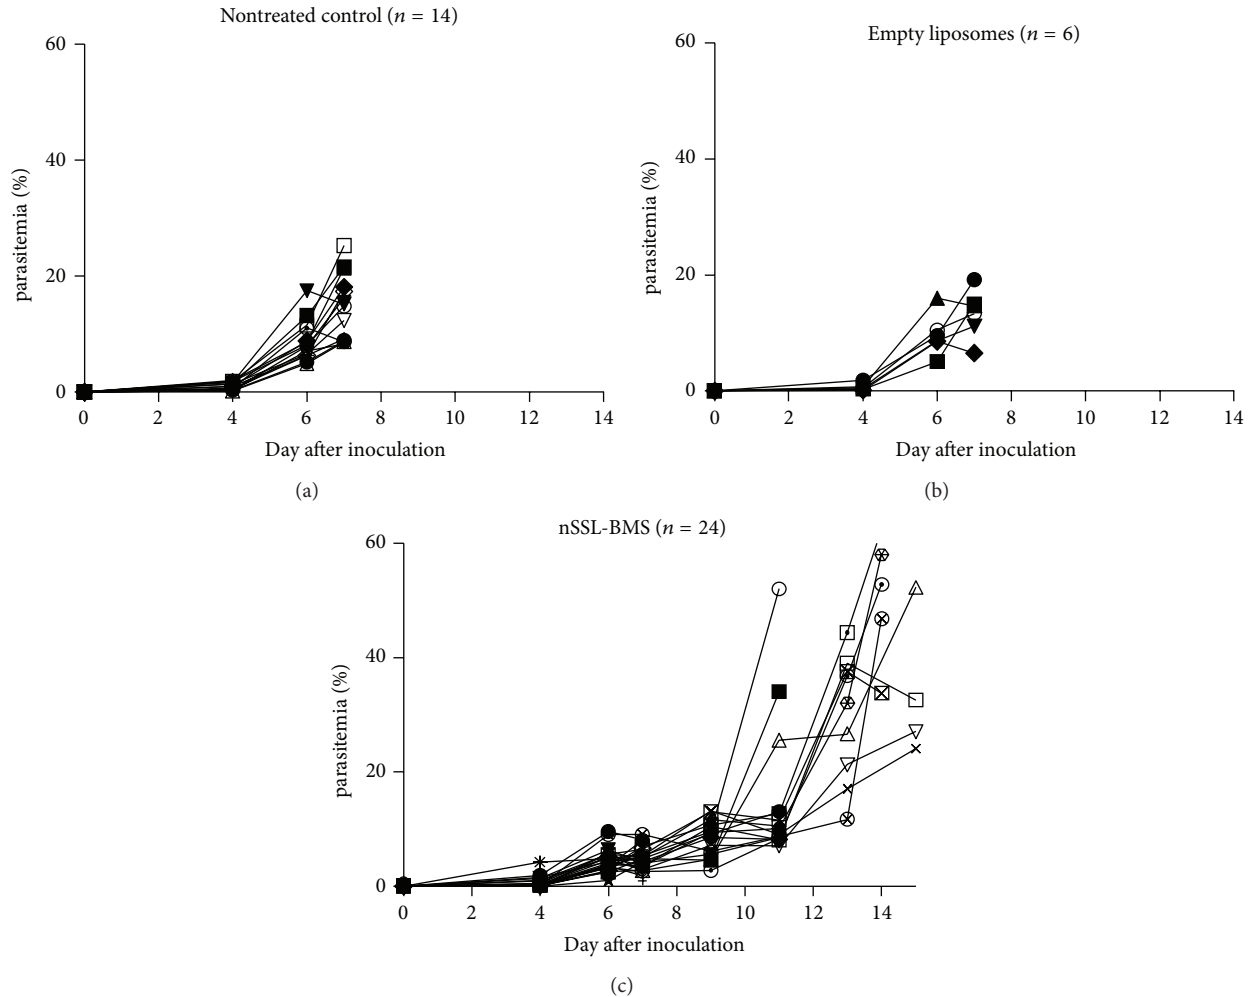 Nontreated control (n = 14)
60
40
20
0
parasitemia (%)
0 2 4 6 8 10 12 14
Day after inoculation
(a)
Empty liposomes (n = 6)
60
40
20
0
parasitemia (%)
0 2 4 6 8 10 12 14
Day after inoculation
(b)
nSSL-BMS (n = 24)
60
40
20
0
parasitemia (%)
0 2 4 6 8 10 12 14
Day after inoculation
(c)